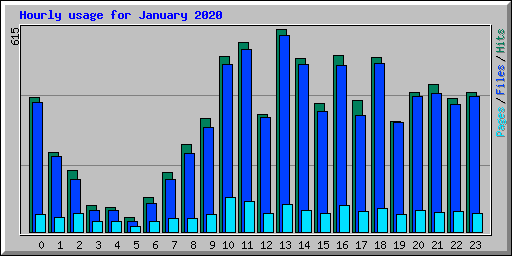 Hourly usage for January 2020
615
Pages/Files/Hits
0 1 2 3 4 5 6 7 8 9 10 11 12 13 14 15 16 17 18 19 20 21 22 23